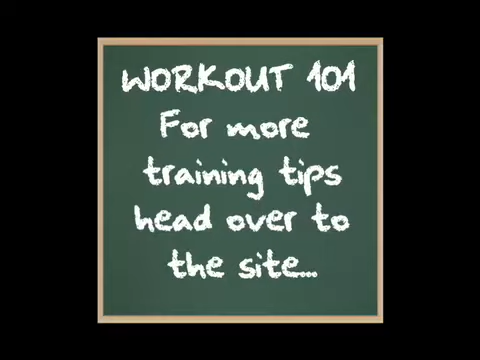 WORKOUT 101
For more
training tips
head over to
the site...